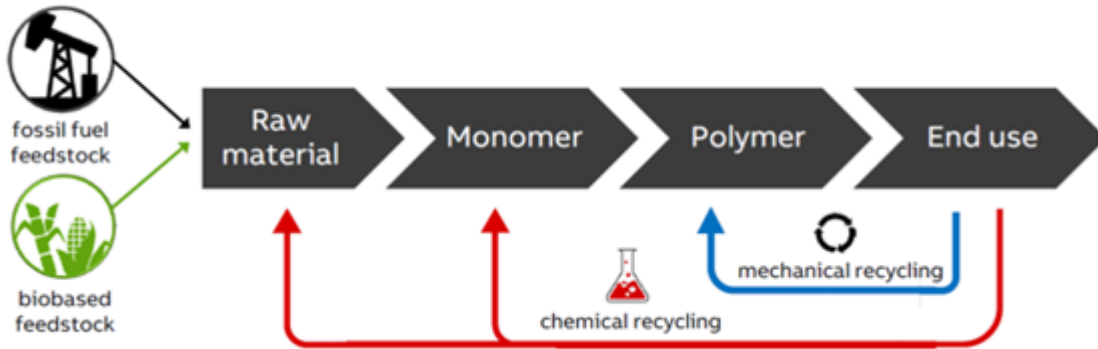 fossil fuel
feedstock
biobased
feedstock
Raw
material
Monomer
Polymer
End use
mechanical recycling
chemical recycling